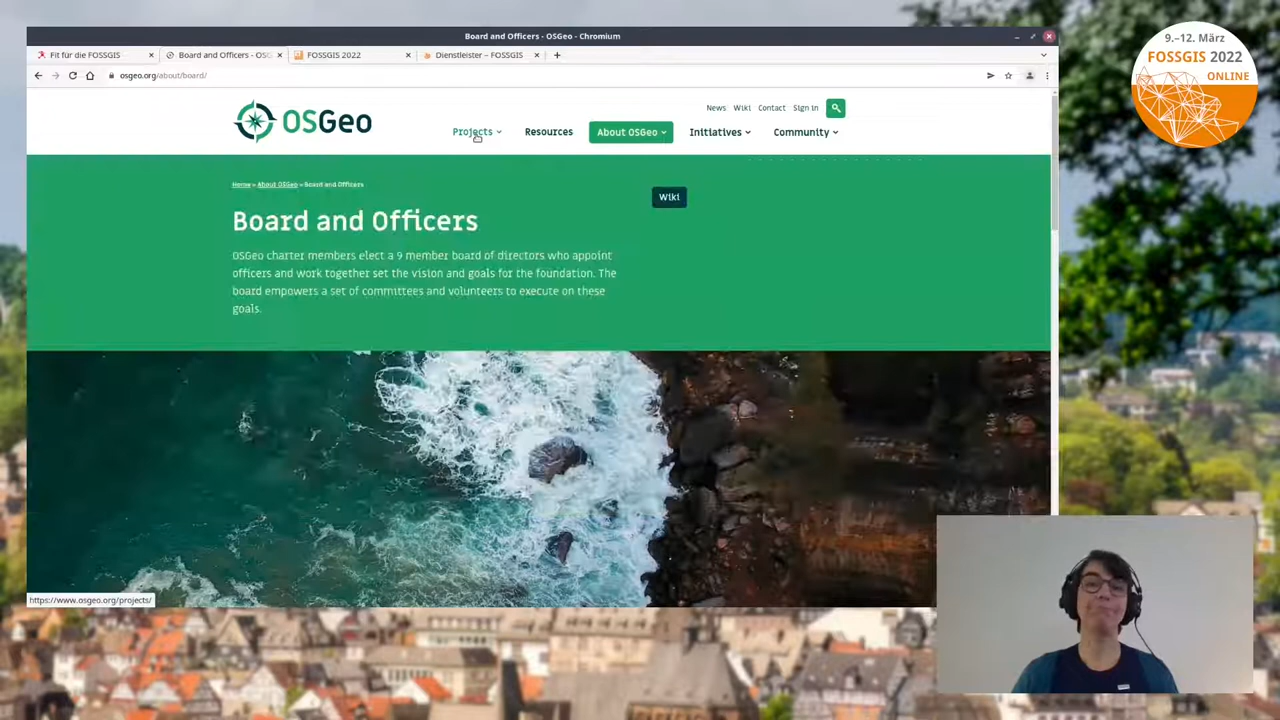 Board and Officers - OSGeo - Chromium
Fit für die FOSSGIS
Board and Officers - OSG
FOSSGIS 2022
Dienstleister – FOSSGIS
osgeo.org/about/board/
9.–12. März
FOSSGIS 2022
ONLINE
OSGeo
News Wiki Contact Sign In
Projects Resources About OSGeo Initiatives Community
Home » About OSGeo » Board and Officers
Wiki
Board and Officers
OSGeo charter members elect a 9 member board of directors who appoint
officers and work together set the vision and goals for the foundation. The
board empowers a set of committees and volunteers to execute on these
goals.
https://www.osgeo.org/projects/